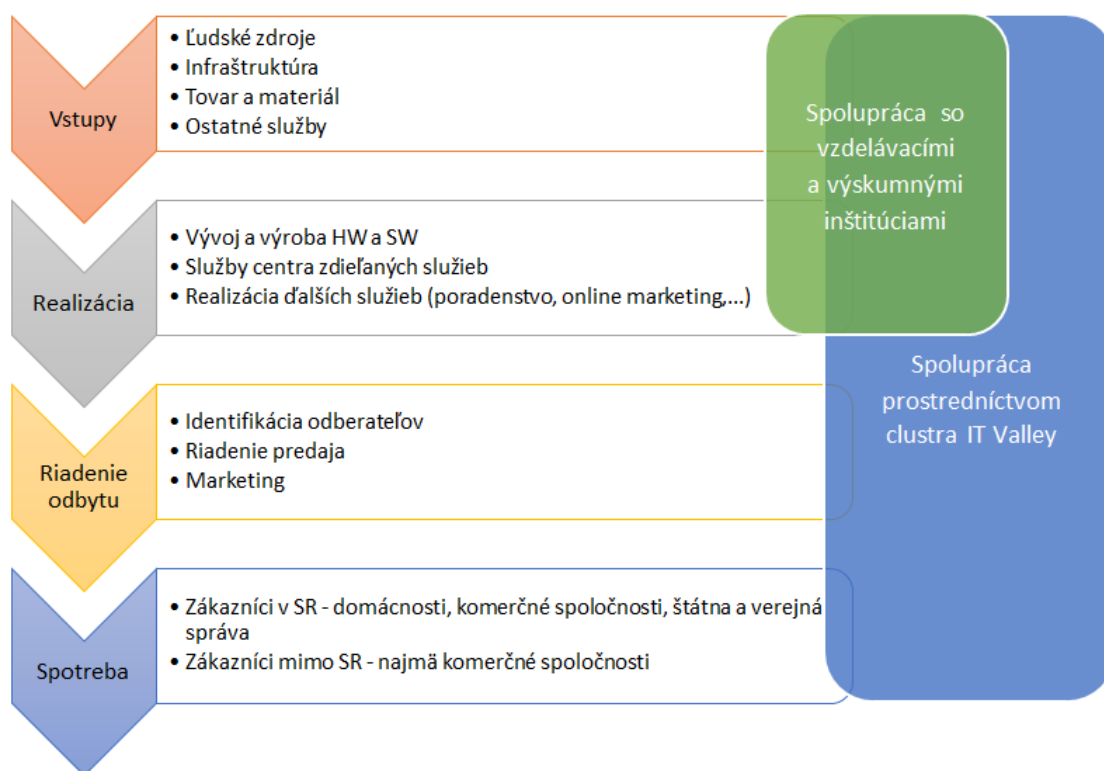 Vstupy
• Ľudské zdroje
• Infraštruktúra
• Tovar a materiál
• Ostatné služby
Spolupráca so
vzdelávacími
a výskumnými
inštitúciami
Realizácia
• Vývoj a výroba HW a SW
• Služby centra zdieľaných služieb
• Realizácia ďalších služieb (poradenstvo, online marketing,...)
Spolupráca
prostredníctvom
clustra IT Valley
Riadenie
odbytu
• Identifikácia odberateľov
• Riadenie predaja
• Marketing
Spotreba
• Zákazníci v SR - domácnosti, komerčné spoločnosti, štátna a verejná
správa
• Zákazníci mimo SR - najmä komerčné spoločnosti